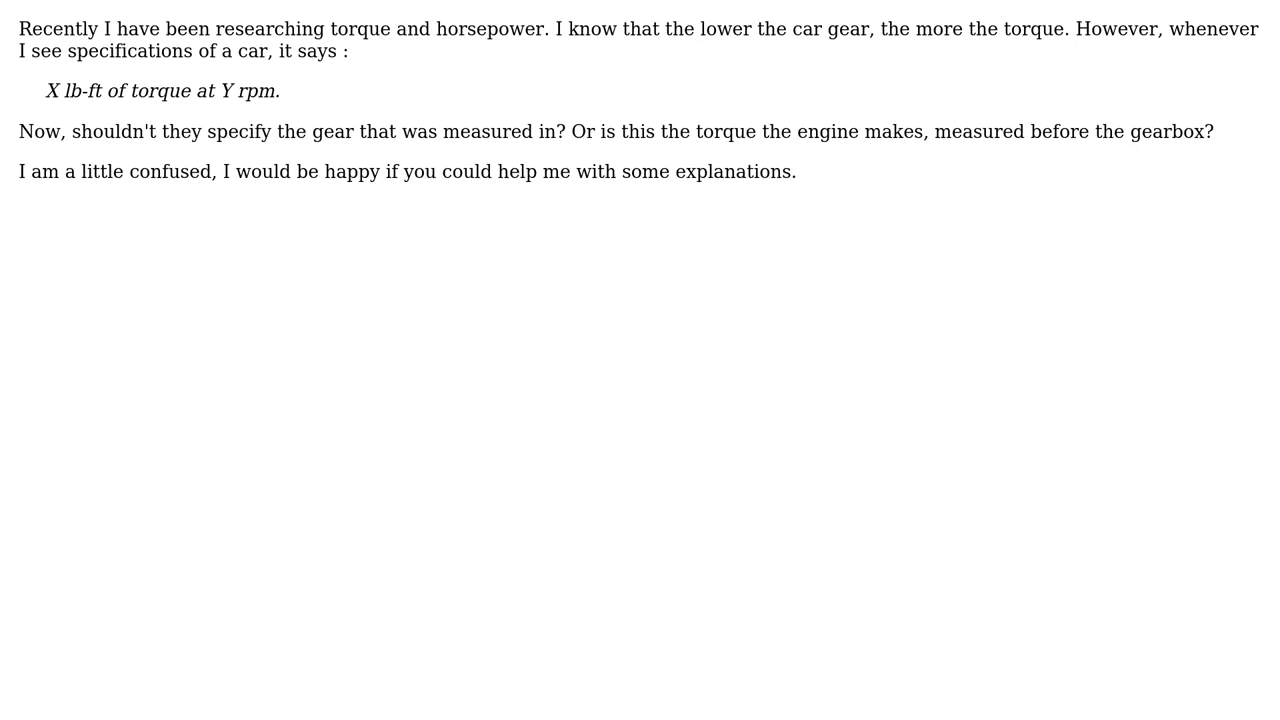 Recently I have been researching torque and horsepower. I know that the lower the car gear, the more the torque. However, whenever
I see specifications of a car, it says :
X lb-ft of torque at Y rpm.
Now, shouldn't they specify the gear that was measured in? Or is this the torque the engine makes, measured before the gearbox?
I am a little confused, I would be happy if you could help me with some explanations.